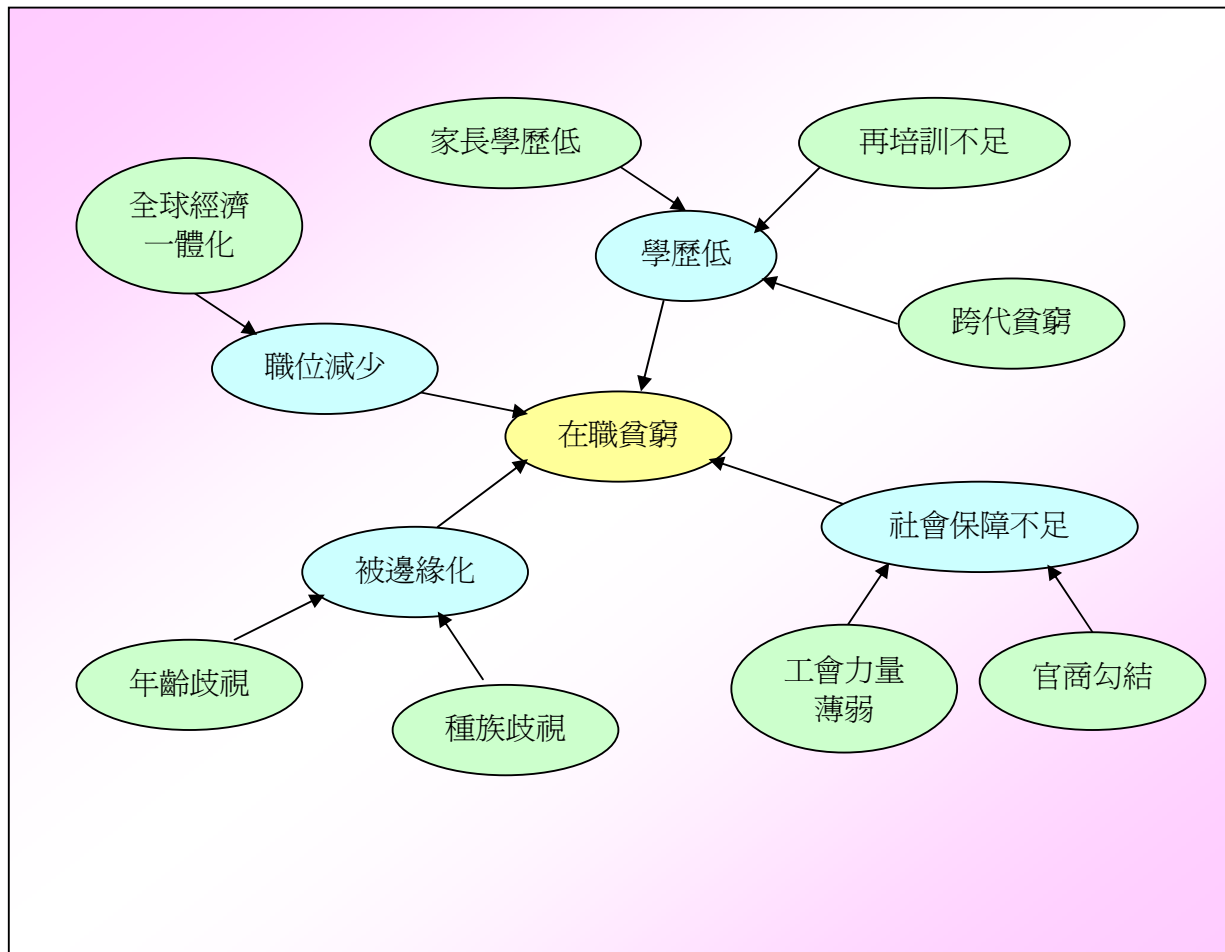 家長學歷低
再培訓不足
全球經濟
一體化
學歷低
跨代貧窮
職位減少
在職貧窮
社會保障不足
被邊緣化
年齡歧視
種族歧視
工會力量
薄弱
官商勾結